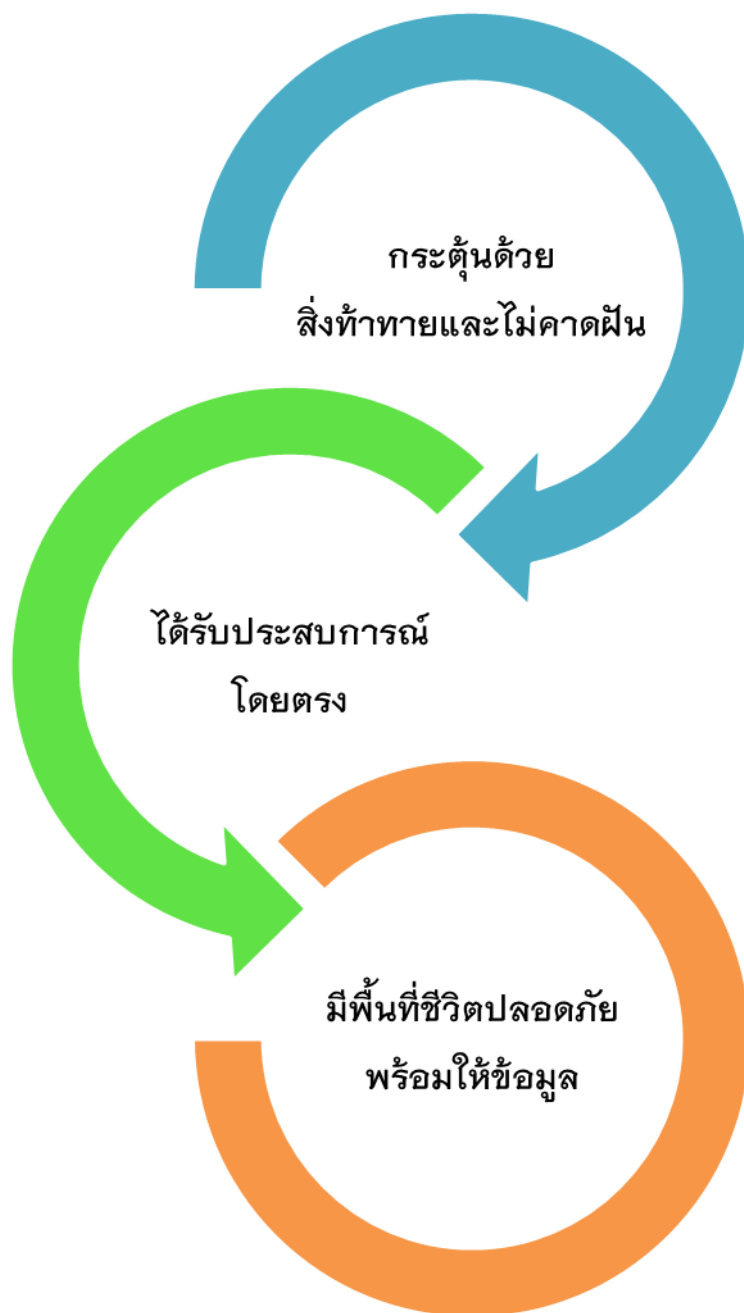 กระตุ้นด้วย
สิ่งท้าทายและไม่คาดฝัน
ได้รับประสบการณ์
โดยตรง
มีพื้นที่ชีวิตปลอดภัย
พร้อมให้ข้อมูล